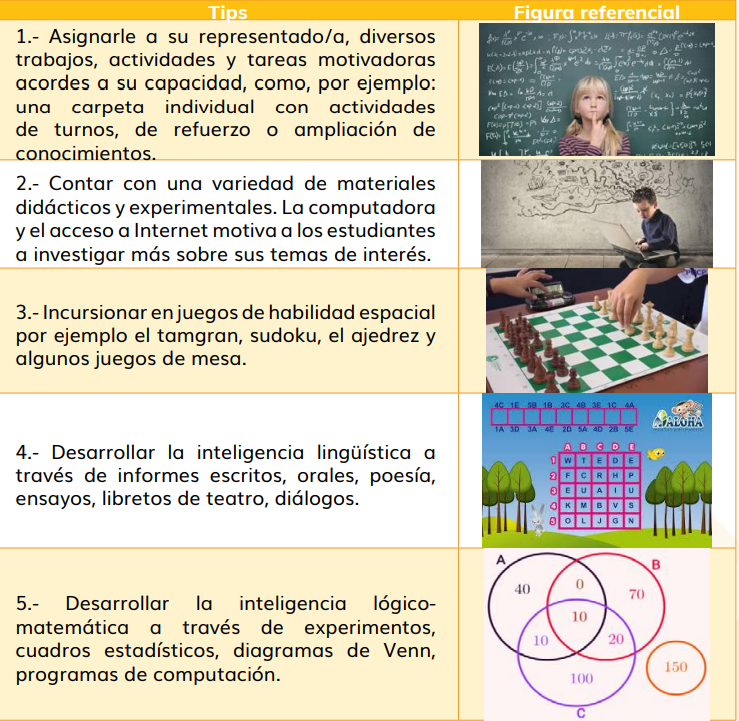 Tips
Figura referencial
1.- Asignarle a su representado/a, diversos
trabajos, actividades y tareas motivadoras
acordes a su capacidad, como, por ejemplo:
una carpeta individual con actividades
de turnos, de refuerzo o ampliación de
conocimientos.
2.- Contar con una variedad de materiales
didácticos y experimentales. La computadora
y el acceso a Internet motiva a los estudiantes
a investigar más sobre sus temas de interés.
3.- Incursionar en juegos de habilidad espacial
por ejemplo el tamgran, sudoku, el ajedrez y
algunos juegos de mesa.
4.- Desarrollar la inteligencia lingüística a
través de informes escritos, orales, poesía,
ensayos, libretos de teatro, diálogos.
4C 1E 5B 1B 3C 4B 3E 1C 4A
1A 3D 3A 4E 2D 5A 4D 2B 5E
ALOHA
A B C D E
1 W T E D E
2 F C R H P
3 E U A I U
4 K M B V S
5 O L J G N
5.- Desarrollar la inteligencia lógico-
matemática a través de experimentos,
cuadros estadísticos, diagramas de Venn,
programas de computación.
A
B
40
0
70
10
10
20
100
150
C